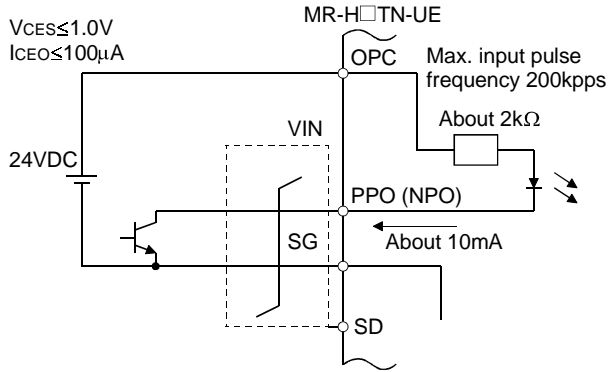 MR-H□TN-UE
VCES≤1.0V
ICEO≤100μA
OPC
Max. input pulse
frequency 200kpps
About 2kΩ
VIN
24VDC
PPO (NPO)
SG
About 10mA
SD